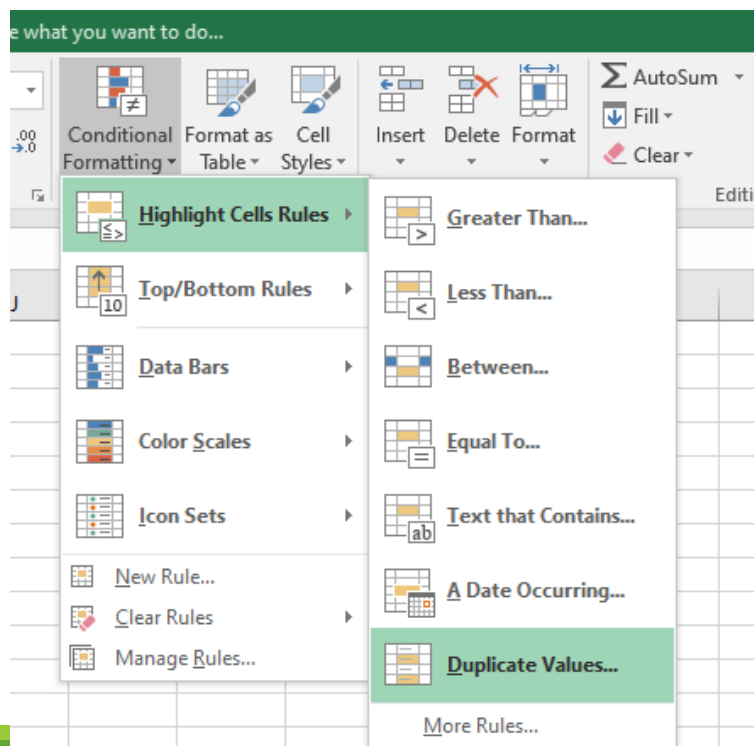 e what you want to do...
.00
.0
Conditional Formatting
Format as Table
Cell Styles
Insert
Delete
Format
AutoSum
Fill
Clear
Editi
Highlight Cells Rules
Top/Bottom Rules
10
Data Bars
Color Scales
Icon Sets
New Rule...
Clear Rules
Manage Rules...
Greater Than...
Less Than...
Between...
Equal To...
Text that Contains...
ab
A Date Occurring...
Duplicate Values...
More Rules...